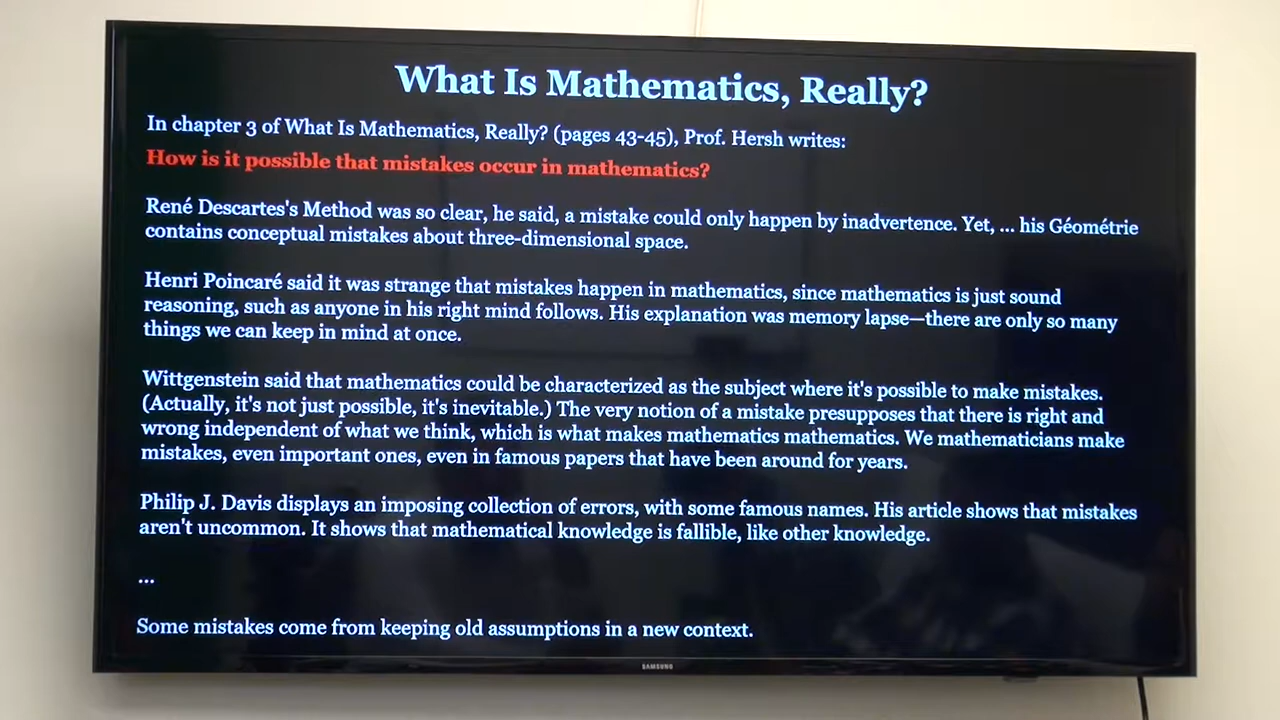 What Is Mathematics, Really?
In chapter 3 of What Is Mathematics, Really? (pages 43-45), Prof. Hersh writes:
How is it possible that mistakes occur in mathematics?
René Descartes's Method was so clear, he said, a mistake could only happen by inadvertence. Yet, ... his Géométrie
contains conceptual mistakes about three-dimensional space.
Henri Poincaré said it was strange that mistakes happen in mathematics, since mathematics is just sound
reasoning, such as anyone in his right mind follows. His explanation was memory lapse—there are only so many
things we can keep in mind at once.
Wittgenstein said that mathematics could be characterized as the subject where it's possible to make mistakes.
(Actually, it's not just possible, it's inevitable.) The very notion of a mistake presupposes that there is right and
wrong independent of what we think, which is what makes mathematics mathematics. We mathematicians make
mistakes, even important ones, even in famous papers that have been around for years.
Philip J. Davis displays an imposing collection of errors, with some famous names. His article shows that mistakes
aren't uncommon. It shows that mathematical knowledge is fallible, like other knowledge.
...
Some mistakes come from keeping old assumptions in a new context.
SAMSUNG